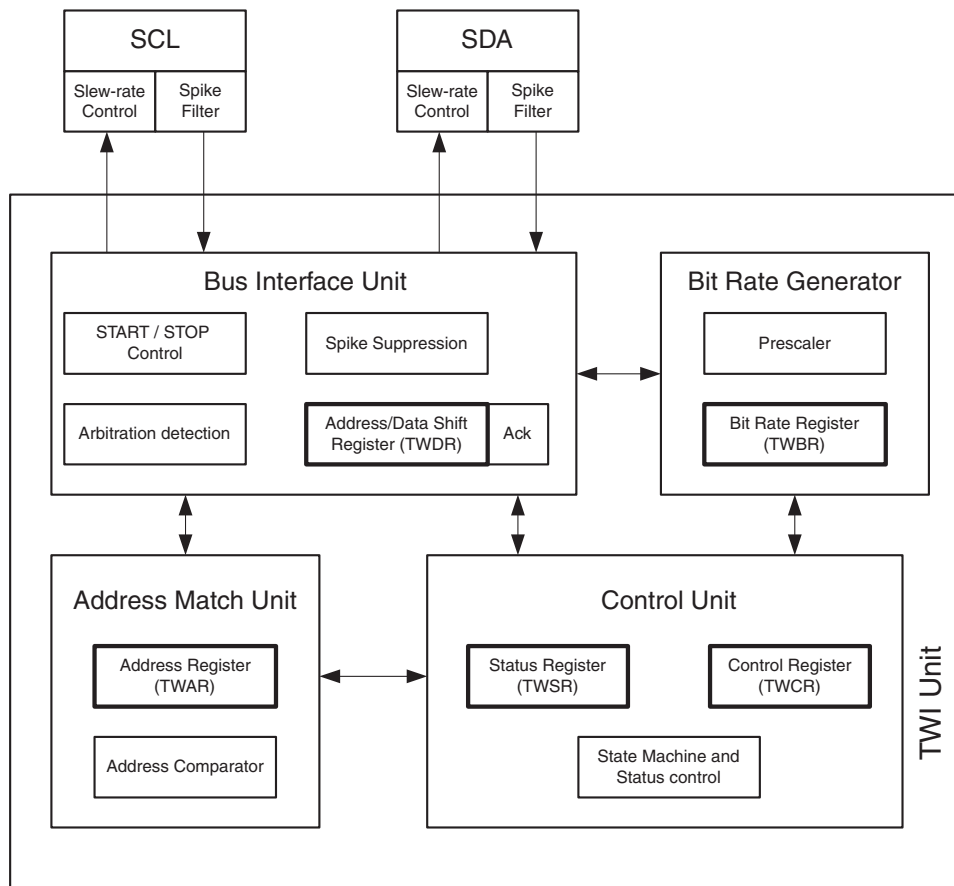 SCL
Slew-rate
Control
Spike
Filter
SDA
Slew-rate
Control
Spike
Filter
Bus Interface Unit
START / STOP
Control
Spike Suppression
Arbitration detection
Address/Data Shift
Register (TWDR)
Ack
Bit Rate Generator
Prescaler
Bit Rate Register
(TWBR)
Address Match Unit
Address Register
(TWAR)
Address Comparator
Control Unit
Status Register
(TWSR)
Control Register
(TWCR)
State Machine and
Status control
TWI Unit